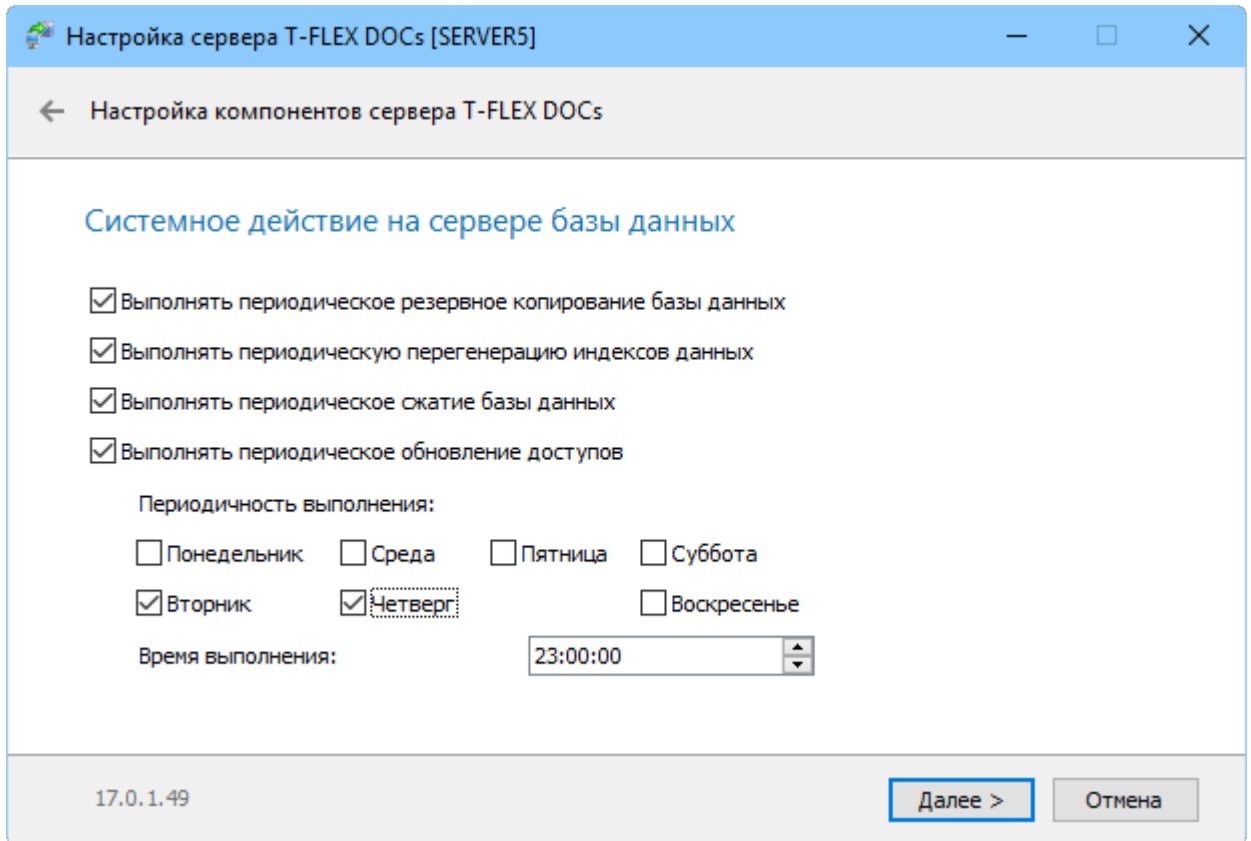 Настройка сервера T-FLEX DOCs [SERVER5]
Настройка компонентов сервера T-FLEX DOCs
Системное действие на сервере базы данных
Выполнять периодическое резервное копирование базы данных
Выполнять периодическую перегенерацию индексов данных
Выполнять периодическое сжатие базы данных
Выполнять периодическое обновление доступов
Периодичность выполнения:
Понедельник Среда Пятница Суббота
Вторник Четверг Воскресенье
Время выполнения: 23:00:00
17.0.1.49 Далее > Отмена